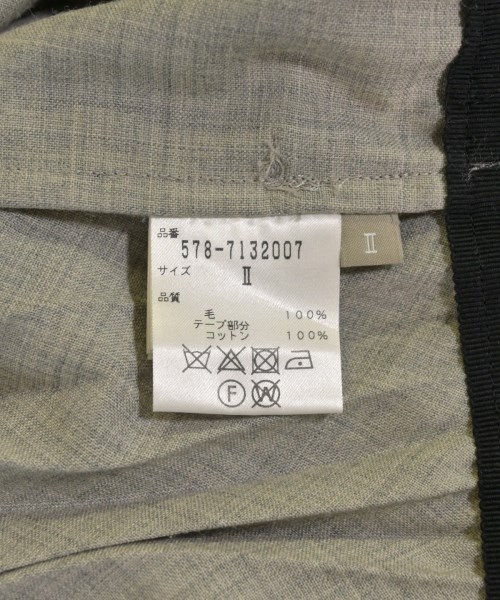 品番
578-7132007
サイズ II
品質
毛 100%
テープ部分
コットン 100%
F W
II